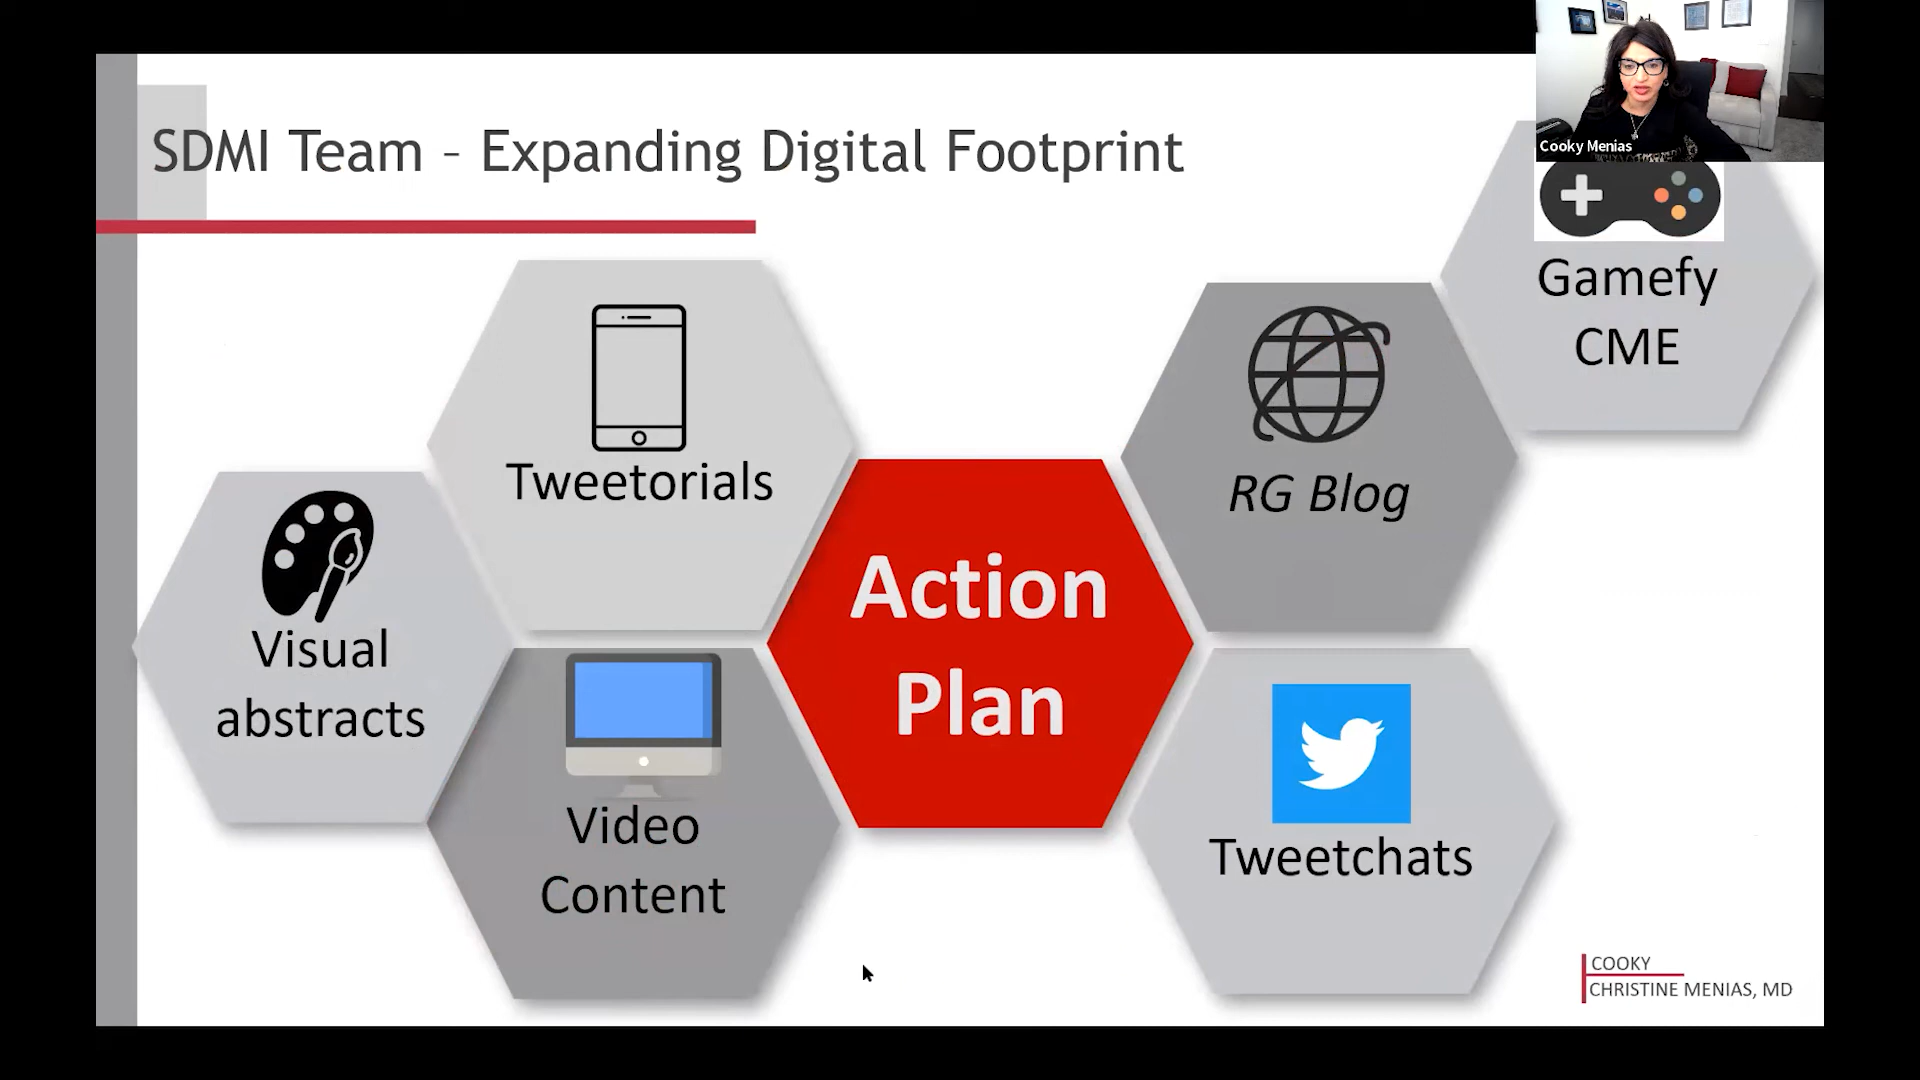 Cooky Menias
SDMI Team - Expanding Digital Footprint
Gamefy
CME
RG Blog
Tweetorials
Action
Plan
Visual
abstracts
Video
Content
Tweetchats
COOKY
CHRISTINE MENIAS, MD